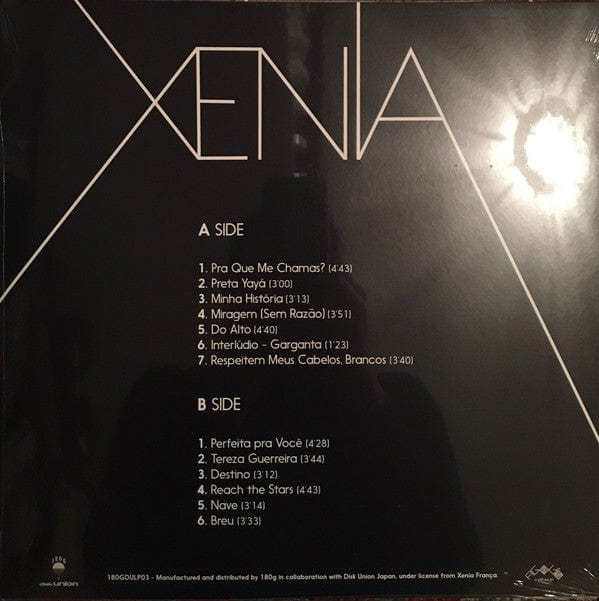 XENIA
A SIDE
1. Pra Que Me Chamas? (4'43)
2. Preta Yayá (3'00)
3. Minha História (3'13)
4. Miragem (Sem Razão) (3'51)
5. Do Alto (4'40)
6. Interlúdio - Garganta (1'23)
7. Respeitem Meus Cabelos, Brancos (3'40)
B SIDE
1. Perfeita pra Você (4'28)
2. Tereza Guerreira (3'44)
3. Destino (3'12)
4. Reach the Stars (4'43)
5. Nave (3'14)
6. Breu (3'33)
disk union
180GDULP03 - Manufactured and distributed by 180g in collaboration with Disk Union Japan, under license from Xenia França.